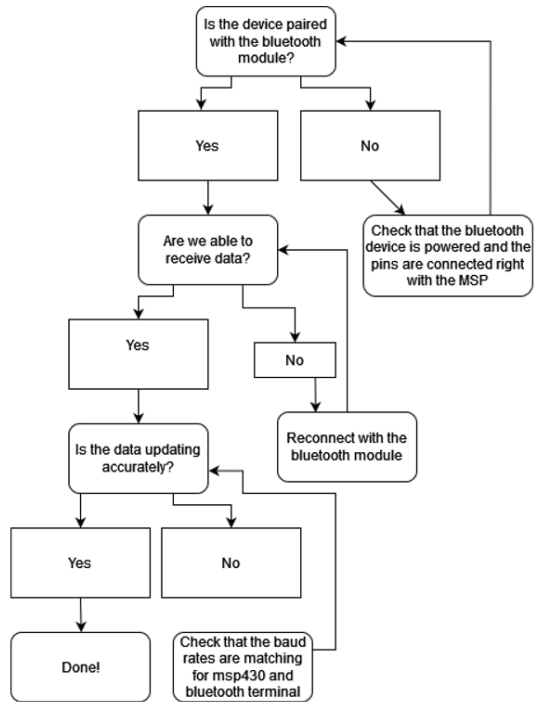 Is the device paired
with the bluetooth
module?
Yes
No
Check that the bluetooth
device is powered and the
pins are connected right
with the MSP
Are we able to
receive data?
Yes
No
Reconnect with the
bluetooth module
Is the data updating
accurately?
Yes
No
Done!
Check that the baud
rates are matching
for msp430 and
bluetooth terminal